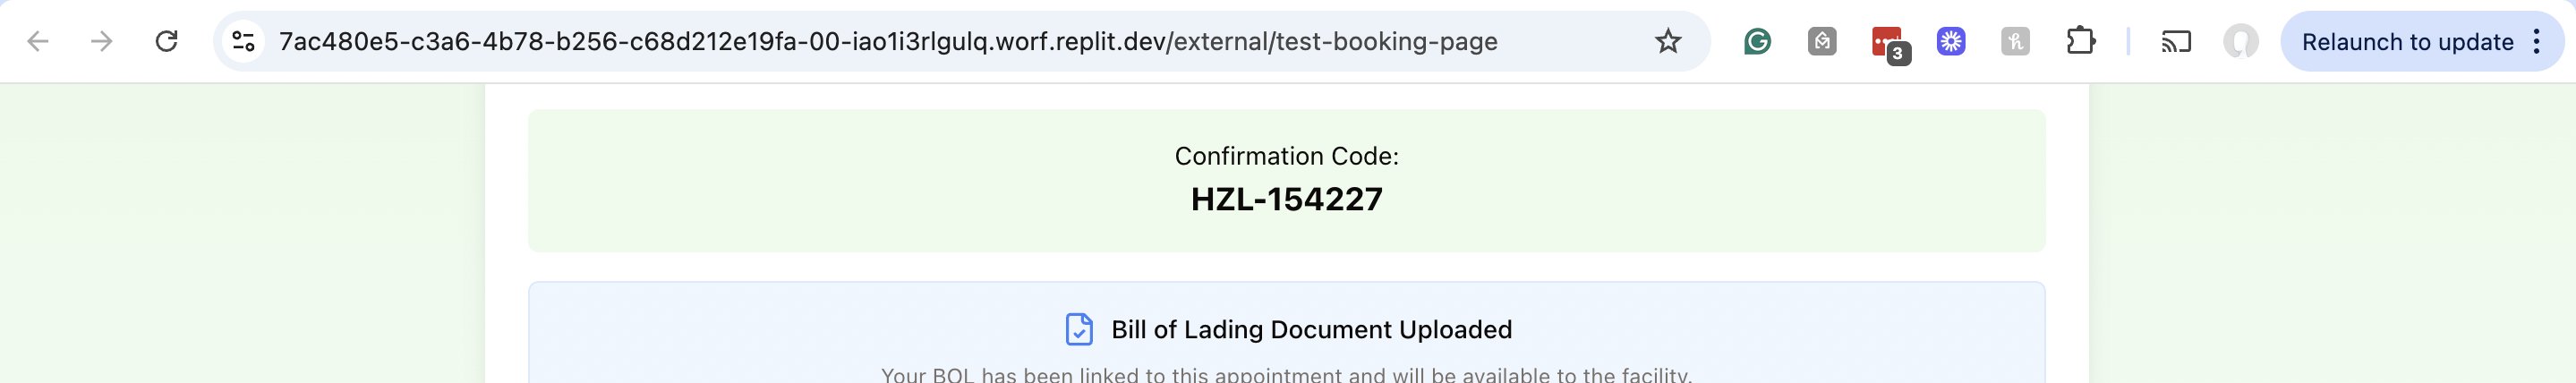 7ac480e5-c3a6-4b78-b256-c68d212e19fa-00-iao1i3rlgulq.worf.replit.dev/external/test-booking-page
3
Relaunch to update
Confirmation Code:
HZL-154227
Bill of Lading Document Uploaded
Your BOL has been linked to this appointment and will be available to the facility.